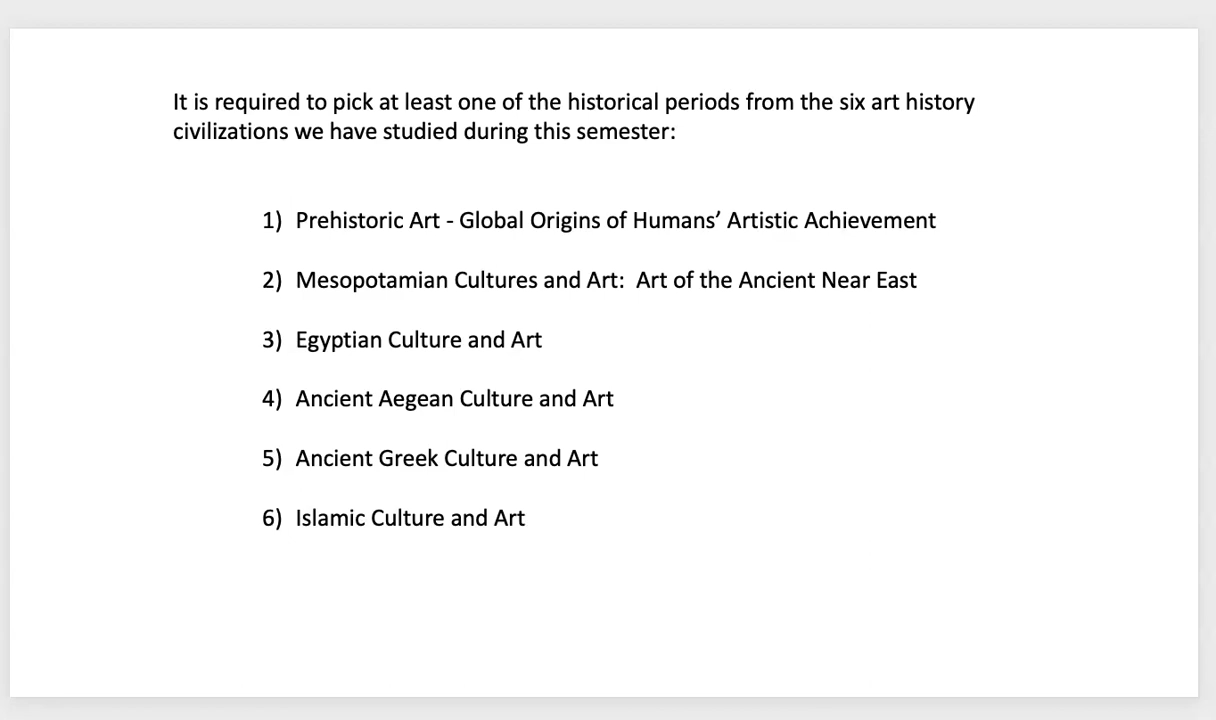 It is required to pick at least one of the historical periods from the six art history
civilizations we have studied during this semester:
1) Prehistoric Art - Global Origins of Humans’ Artistic Achievement
2) Mesopotamian Cultures and Art:  Art of the Ancient Near East
3) Egyptian Culture and Art
4) Ancient Aegean Culture and Art
5) Ancient Greek Culture and Art
6) Islamic Culture and Art